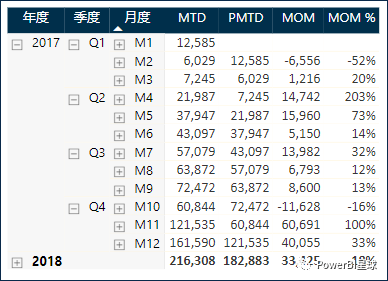 年度 季度 月度 MTD PMTD MOM MOM %
2017 Q1 M1 12,585
M2 6,029 12,585 -6,556 -52%
M3 7,245 6,029 1,216 20%
Q2 M4 21,987 7,245 14,742 203%
M5 37,947 21,987 15,960 73%
M6 43,097 37,947 5,150 14%
Q3 M7 57,079 43,097 13,982 32%
M8 63,872 57,079 6,793 12%
M9 72,472 63,872 8,600 13%
Q4 M10 60,844 72,472 -11,628 -16%
M11 121,535 60,844 60,691 100%
M12 161,590 121,535 40,055 33%
2018 216,308 182,883 33,425 18%
PowerBI星球